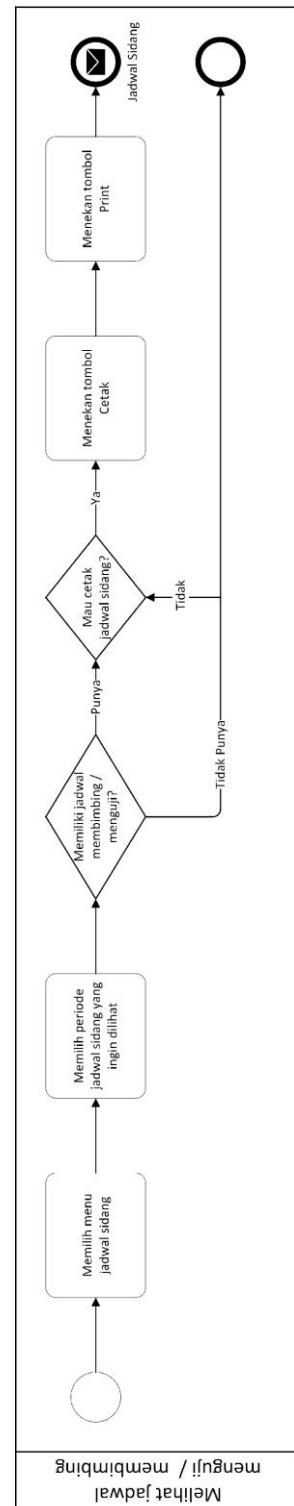 Melihat jadwal
menguji / membimbing
Memilih menu
jadwal sidang
Memilih periode
jadwal sidang yang
ingin dilihat
Memiliki jadwal
membimbing /
menguji?
Punya
Tidak Punya
Mau cetak
jadwal sidang?
Ya
Tidak
Menekan tombol
Cetak
Menekan tombol
Print
Jadwal Sidang